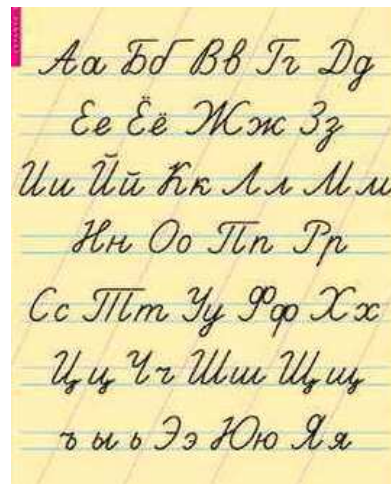 Аа Бб Вв Гг Дд
Ее Ёё Жж Зз
Ии Йй Кк Лл Мм
Нн Оо Пп Рр
Сс Тт Уу Фф Хх
Цц Чч Шш Щщ
ъ ы ь Ээ Юю Яя